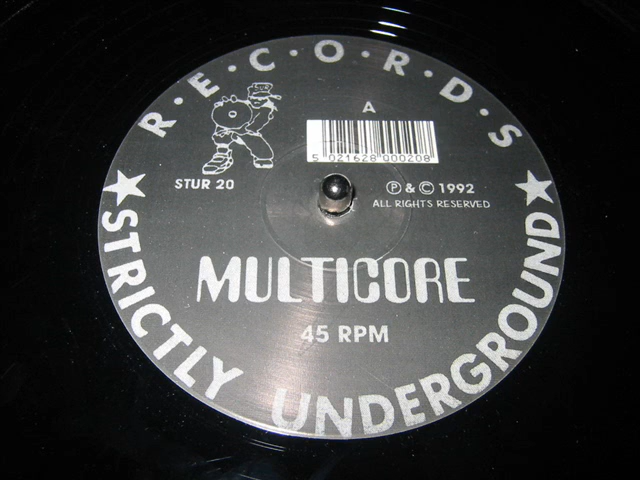 R·E·C·O·R·D·S
A
5 021628 000208
STUR 20
℗ & © 1992
ALL RIGHTS RESERVED
MULTICORE
45 RPM
★STRICTLY UNDERGROUND★